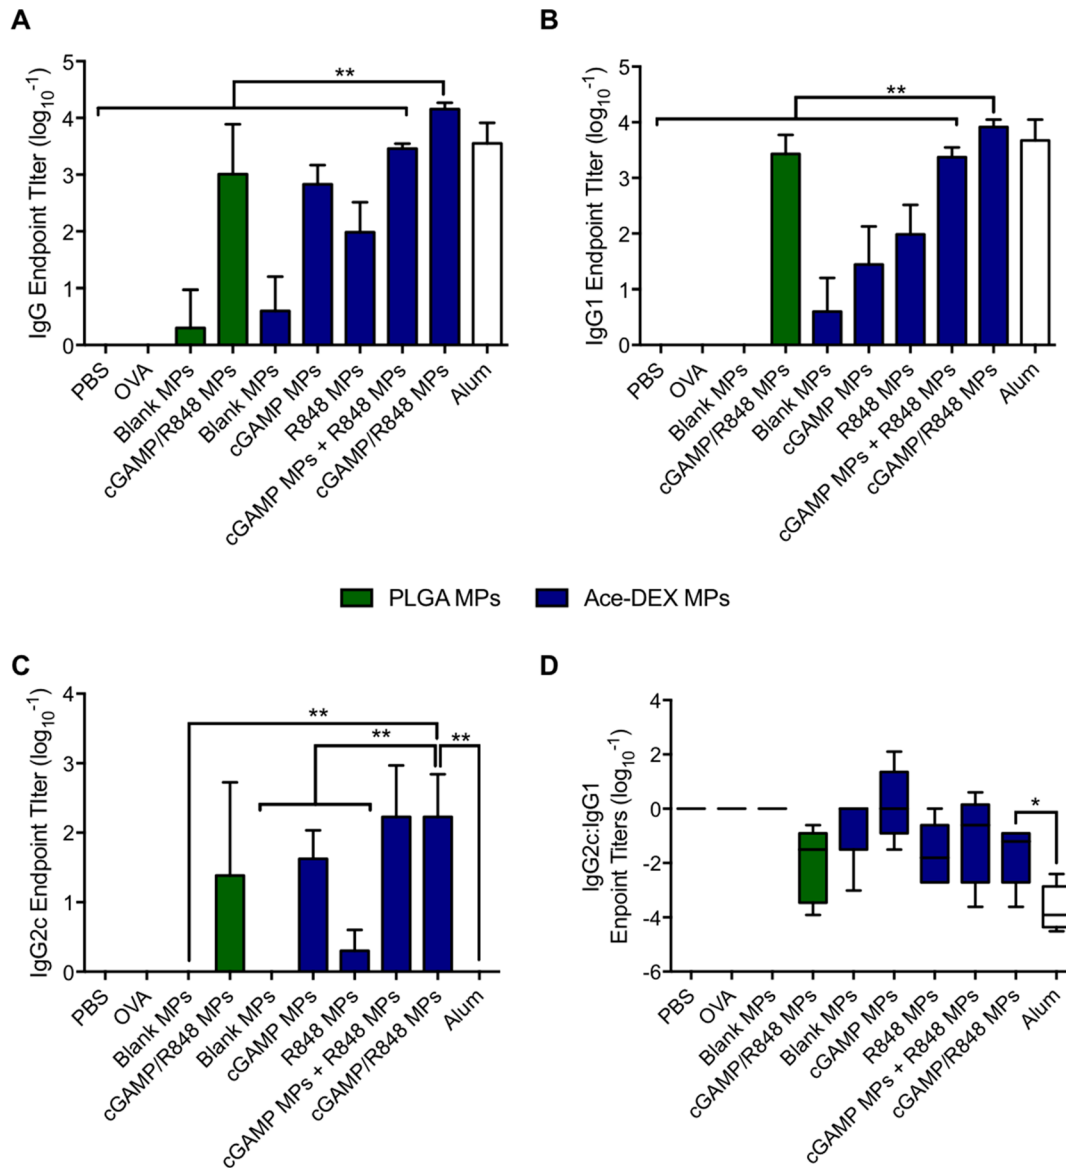 A
IgG Endpoint TIter (log10-1)
5
4
3
2
1
0
**
PBS
OVA
Blank MPs
cGAMP/R848 MPs
Blank MPs
cGAMP MPs
R848 MPs
cGAMP MPs + R848 MPs
cGAMP/R848 MPs
Alum
B
IgG1 Endpoint TIter (log10-1)
5
4
3
2
1
0
**
PBS
OVA
Blank MPs
cGAMP/R848 MPs
Blank MPs
cGAMP MPs
R848 MPs
cGAMP MPs + R848 MPs
cGAMP/R848 MPs
Alum
PLGA MPs
Ace-DEX MPs
C
IgG2c Endpoint TIter (log10-1)
4
3
2
1
0
**
**
**
PBS
OVA
Blank MPs
cGAMP/R848 MPs
Blank MPs
cGAMP MPs
R848 MPs
cGAMP MPs + R848 MPs
cGAMP/R848 MPs
Alum
D
IgG2c:IgG1
Enpoint Titers (log10-1)
4
2
0
-2
-4
-6
*
PBS
OVA
Blank MPs
cGAMP/R848 MPs
Blank MPs
cGAMP MPs
R848 MPs
cGAMP MPs + R848 MPs
cGAMP/R848 MPs
Alum